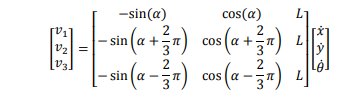 [v₁ v₂ v₃] = [−sin(α) cos(α) L
−sin(α + 2/3 π) cos(α + 2/3 π) L
−sin(α − 2/3 π) cos(α − 2/3 π) L] [ẋ ẏ θ̇]